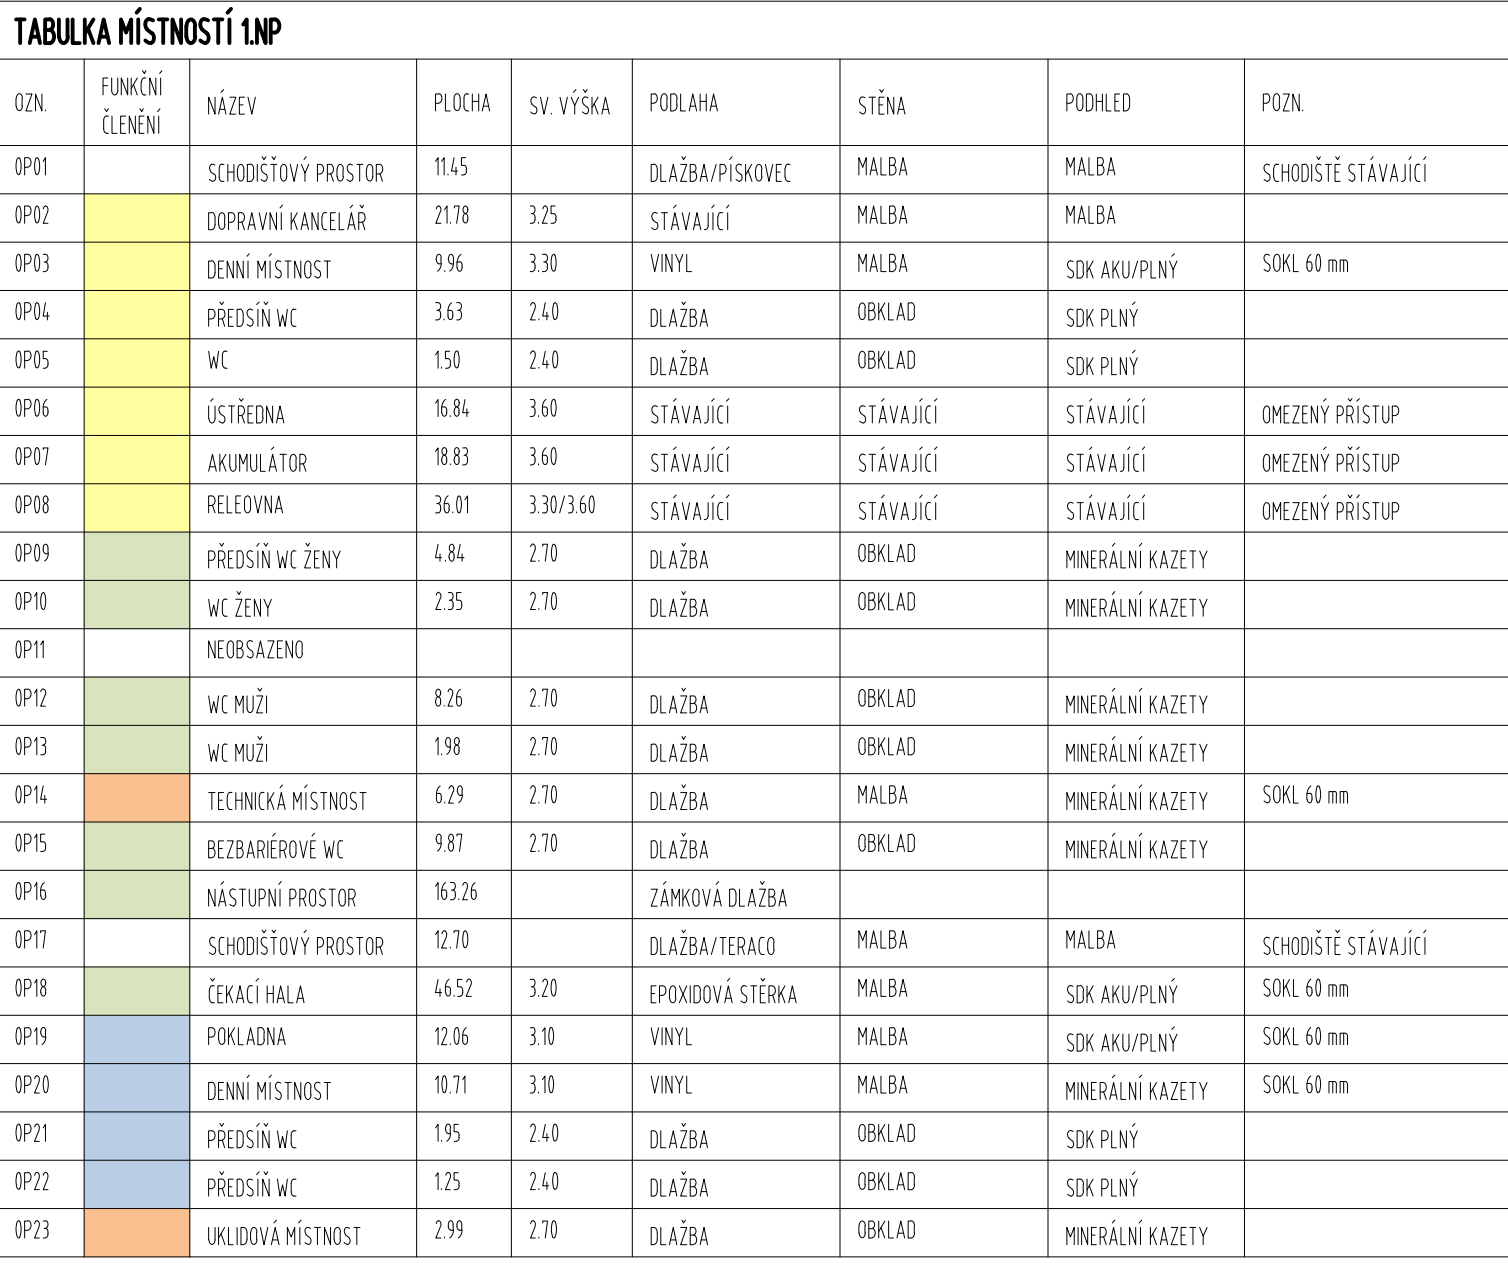 TABULKA MÍSTNOSTÍ 1.NP
OZN. FUNKČNÍ ČLENĚNÍ NÁZEV PLOCHA SV. VÝŠKA PODLAHA STĚNA PODHLED POZN.
0P01 SCHODIŠŤOVÝ PROSTOR 11.45 DLAŽBA/PÍSKOVEC MALBA MALBA SCHODIŠTĚ STÁVAJÍCÍ
0P02 DOPRAVNÍ KANCELÁŘ 21.78 3.25 STÁVAJÍCÍ MALBA MALBA
0P03 DENNÍ MÍSTNOST 9.96 3.30 VINYL MALBA SDK AKU/PLNÝ SOKL 60 mm
0P04 PŘEDSÍŇ WC 3.63 2.40 DLAŽBA OBKLAD SDK PLNÝ
0P05 WC 1.50 2.40 DLAŽBA OBKLAD SDK PLNÝ
0P06 ÚSTŘEDNA 16.84 3.60 STÁVAJÍCÍ STÁVAJÍCÍ STÁVAJÍCÍ OMEZENÝ PŘÍSTUP
0P07 AKUMULÁTOR 18.83 3.60 STÁVAJÍCÍ STÁVAJÍCÍ STÁVAJÍCÍ OMEZENÝ PŘÍSTUP
0P08 RELEOVNA 36.01 3.30/3.60 STÁVAJÍCÍ STÁVAJÍCÍ STÁVAJÍCÍ OMEZENÝ PŘÍSTUP
0P09 PŘEDSÍŇ WC ŽENY 4.84 2.70 DLAŽBA OBKLAD MINERÁLNÍ KAZETY
0P10 WC ŽENY 2.35 2.70 DLAŽBA OBKLAD MINERÁLNÍ KAZETY
0P11 NEOBSAZENO
0P12 WC MUŽI 8.26 2.70 DLAŽBA OBKLAD MINERÁLNÍ KAZETY
0P13 WC MUŽI 1.98 2.70 DLAŽBA OBKLAD MINERÁLNÍ KAZETY
0P14 TECHNICKÁ MÍSTNOST 6.29 2.70 DLAŽBA MALBA MINERÁLNÍ KAZETY SOKL 60 mm
0P15 BEZBARIÉROVÉ WC 9.87 2.70 DLAŽBA OBKLAD MINERÁLNÍ KAZETY
0P16 NÁSTUPNÍ PROSTOR 163.26 ZÁMKOVÁ DLAŽBA
0P17 SCHODIŠŤOVÝ PROSTOR 12.70 DLAŽBA/TERACO MALBA MALBA SCHODIŠTĚ STÁVAJÍCÍ
0P18 ČEKACÍ HALA 46.52 3.20 EPOXIDOVÁ STĚRKA MALBA SDK AKU/PLNÝ SOKL 60 mm
0P19 POKLADNA 12.06 3.10 VINYL MALBA SDK AKU/PLNÝ SOKL 60 mm
0P20 DENNÍ MÍSTNOST 10.71 3.10 VINYL MALBA MINERÁLNÍ KAZETY SOKL 60 mm
0P21 PŘEDSÍŇ WC 1.95 2.40 DLAŽBA OBKLAD SDK PLNÝ
0P22 PŘEDSÍŇ WC 1.25 2.40 DLAŽBA OBKLAD SDK PLNÝ
0P23 UKLIDOVÁ MÍSTNOST 2.99 2.70 DLAŽBA OBKLAD MINERÁLNÍ KAZETY